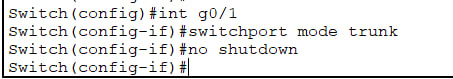 Switch(config)#int g0/1
Switch(config-if)#switchport mode trunk
Switch(config-if)#no shutdown
Switch(config-if)#